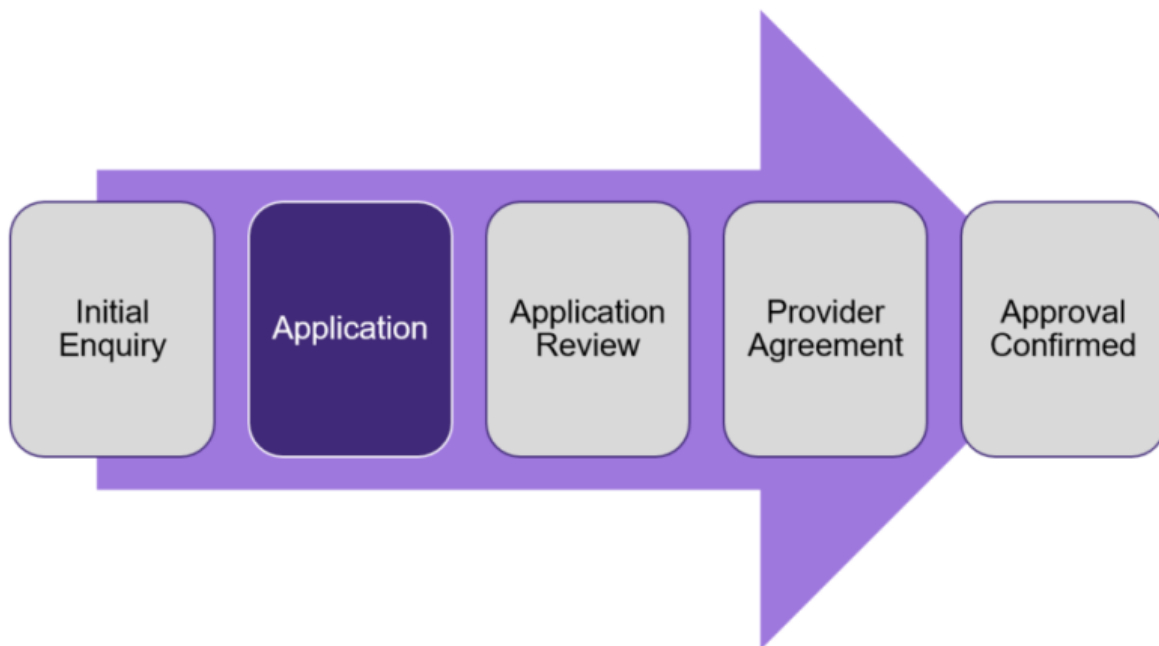 Initial
Enquiry
Application
Application
Review
Provider
Agreement
Approval
Confirmed